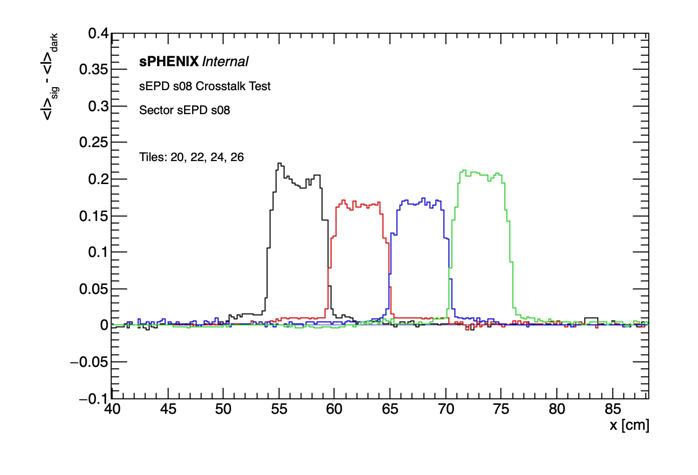 <I>sig - <I>dark
0.4
0.35
0.3
0.25
0.2
0.15
0.1
0.05
0
−0.05
−0.1
sPHENIX Internal
sEPD s08 Crosstalk Test
Sector sEPD s08
Tiles: 20, 22, 24, 26
40 45 50 55 60 65 70 75 80 85
x [cm]